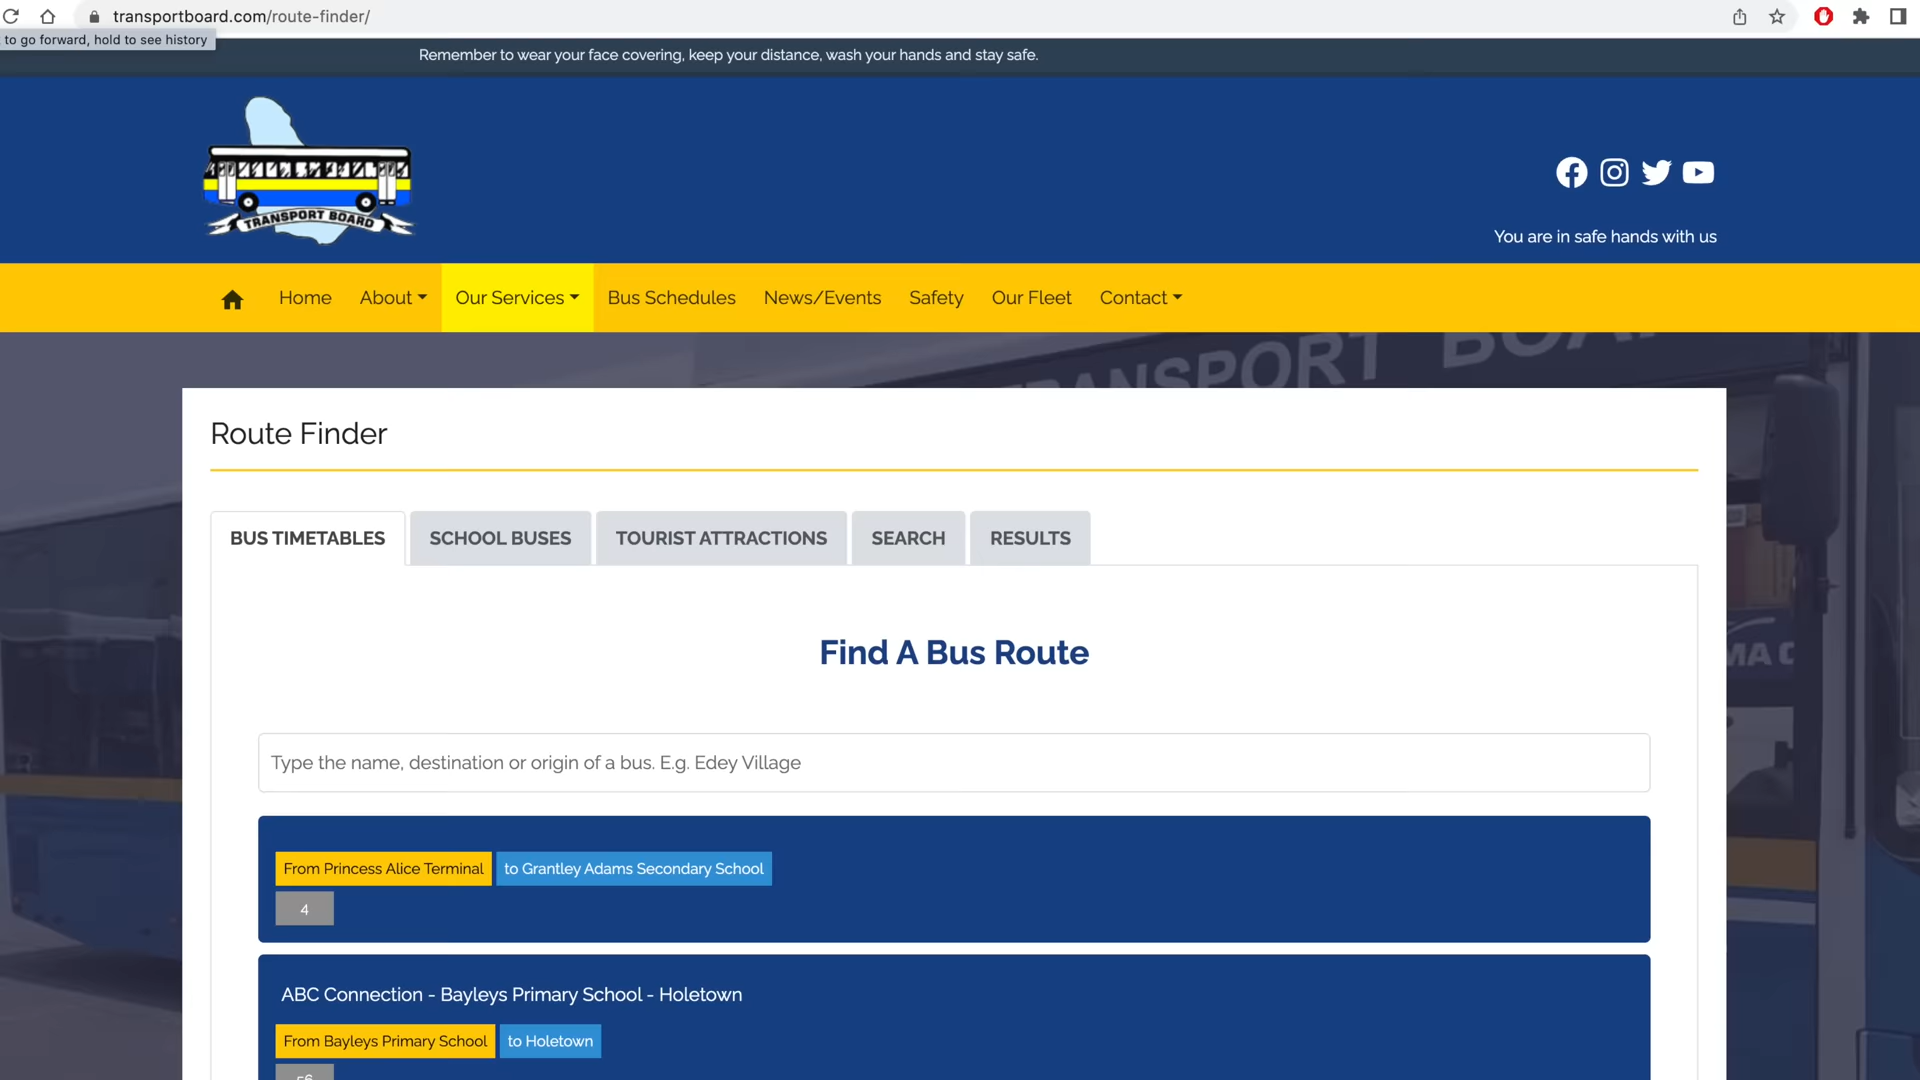 transportboard.com/route-finder/
to go forward, hold to see history
Remember to wear your face covering, keep your distance, wash your hands and stay safe.
TRANSPORT BOARD
You are in safe hands with us
Home About Our Services Bus Schedules News/Events Safety Our Fleet Contact
TRANSPORT
Route Finder
BUS TIMETABLES SCHOOL BUSES TOURIST ATTRACTIONS SEARCH RESULTS
Find A Bus Route
Type the name, destination or origin of a bus. E.g. Edey Village
From Princess Alice Terminal to Grantley Adams Secondary School
4
ABC Connection - Bayleys Primary School - Holetown
From Bayleys Primary School to Holetown